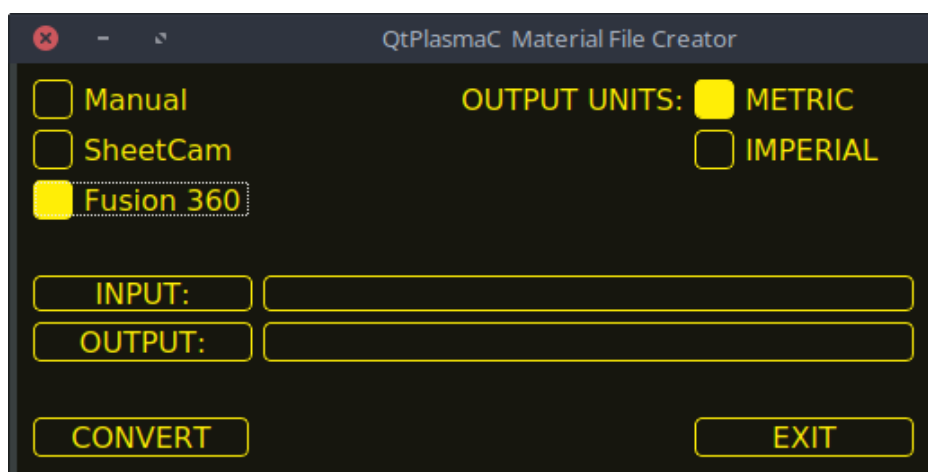 QtPlasmaC Material File Creator
Manual OUTPUT UNITS: METRIC
SheetCam IMPERIAL
Fusion 360
INPUT:
OUTPUT:
CONVERT EXIT